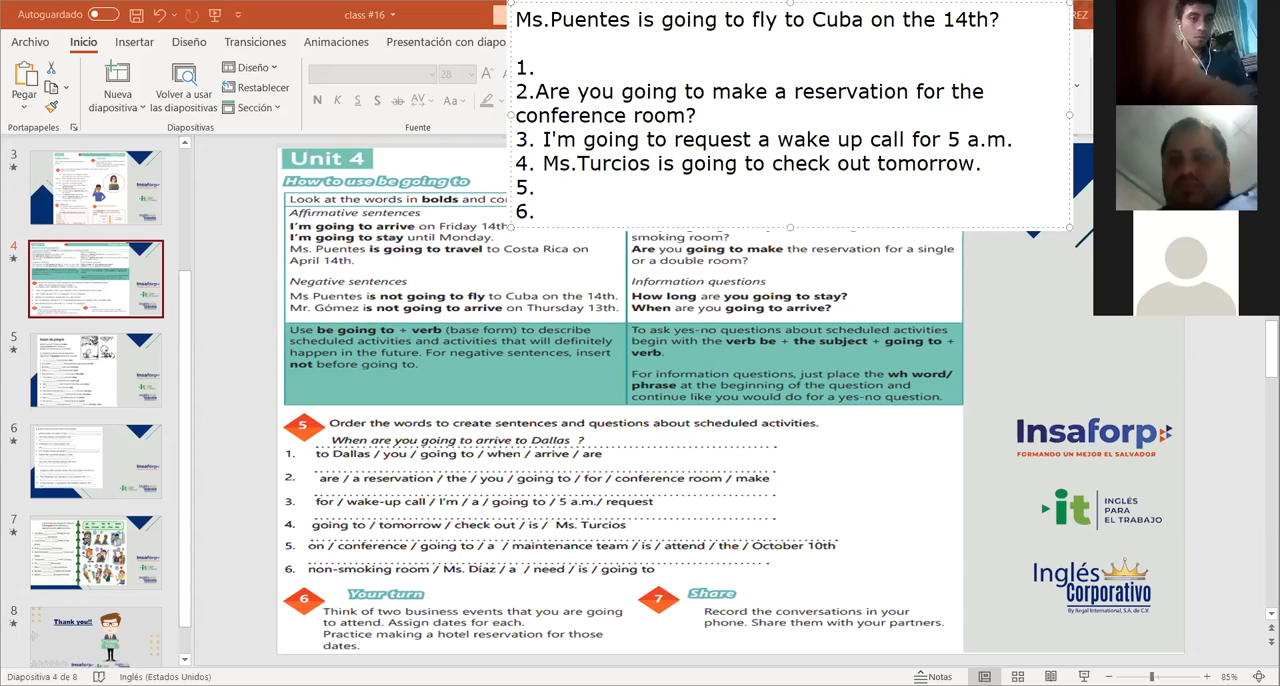 Autoguardado
class #16
EZ
Archivo
Inicio
Insertar
Diseño
Transiciones
Animaciones
Presentación con diapo
Pegar
Nueva
diapositiva
Volver a usar
las diapositivas
Diseño
Restablecer
Sección
28
N K S S ab AV Aa
Portapapeles
Diapositivas
Fuente
Ms.Puentes is going to fly to Cuba on the 14th?
1.
2.Are you going to make a reservation for the
conference room?
3. I'm going to request a wake up call for 5 a.m.
4. Ms.Turcios is going to check out tomorrow.
5.
6.
3
4
5
6
7
8
Thank you!!
Unit 4
How to use be going to
Look at the words in bolds and co
Affirmative sentences
I'm going to arrive on Friday 14th
I'm going to stay until Monday.
Ms. Puentes is going to travel to Costa Rica on
April 14th.
Negative sentences
Ms Puentes is not going to fly to Cuba on the 14th.
Mr. Gómez is not going to arrive on Thursday 13th.
smoking room?
Are you going to make the reservation for a single
or a double room?
Information questions
How long are you going to stay?
When are you going to arrive?
Use be going to + verb (base form) to describe
scheduled activities and activities that will definitely
happen in the future. For negative sentences, insert
not before going to.
To ask yes-no questions about scheduled activities
begin with the verb be + the subject + going to +
verb.
For information questions, just place the wh word/
phrase at the beginning of the question and
continue like you would do for a yes-no question.
5
Order the words to create sentences and questions about scheduled activities.
When are you going to arrive to Dallas ?
1. to Dallas / you / going to / when / arrive / are
2. are / a reservation / the / you / going to / for / conference room / make
3. for / wake-up call / I'm / a / going to / 5 a.m./ request
4. going to / tomorrow / check out / is / Ms. Turcios
5. on / conference / going to / maintenance team / is / attend / the / October 10th
6. non-smoking room / Ms. Diaz / a / need / is / going to
6
Your turn
Think of two business events that you are going
to attend. Assign dates for each.
Practice making a hotel reservation for those
dates.
7
Share
Record the conversations in your
phone. Share them with your partners.
Insaforp
FORMANDO UN MEJOR EL SALVADOR
it
INGLÉS
PARA
EL TRABAJO
Inglés
Corporativo
By Regal International, S.A. de C.V.
Diapositiva 4 de 8
Inglés (Estados Unidos)
Notas
85%